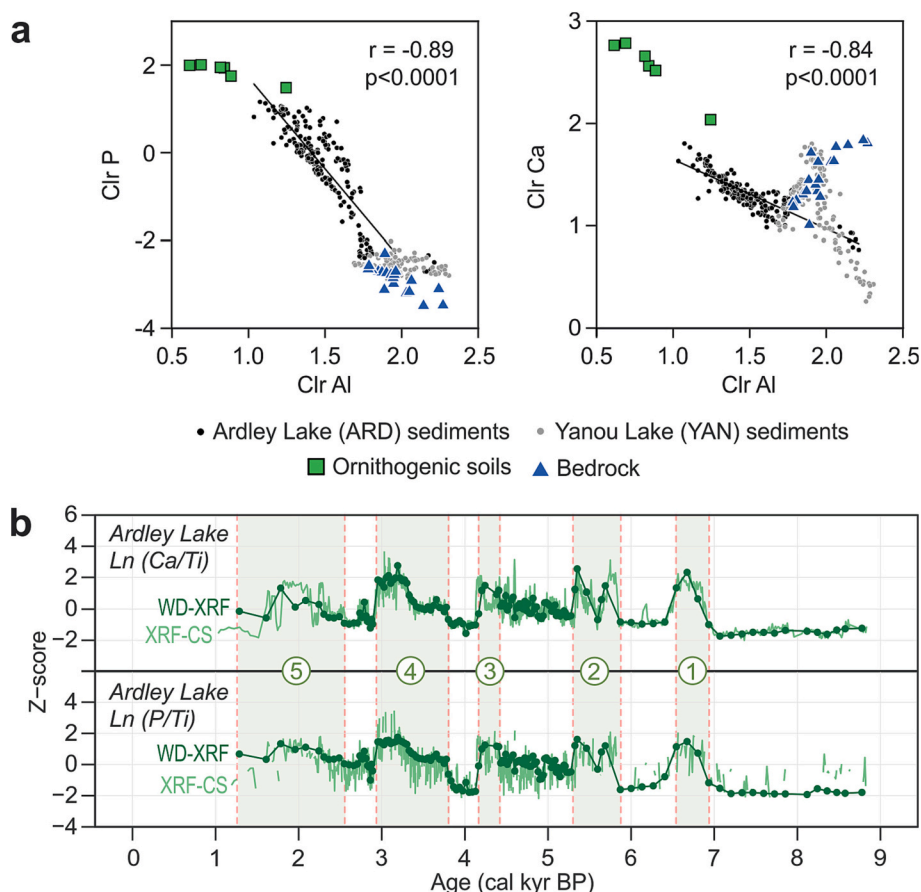 a
r = -0.89
p<0.0001
Clr P
2
0
-2
-4
0.5 1.0 1.5 2.0 2.5
Clr Al
r = -0.84
p<0.0001
Clr Ca
3
2
1
0
0.5 1.0 1.5 2.0 2.5
Clr Al
Ardley Lake (ARD) sediments
Yanou Lake (YAN) sediments
Ornithogenic soils
Bedrock
b
Z−score
6
4
2
0
−2
Ardley Lake
Ln (Ca/Ti)
WD-XRF
XRF-CS
5 4 3 2 1
Ardley Lake
Ln (P/Ti)
WD-XRF
XRF-CS
4
2
0
−2
−4
0 1 2 3 4 5 6 7 8 9
Age (cal kyr BP)